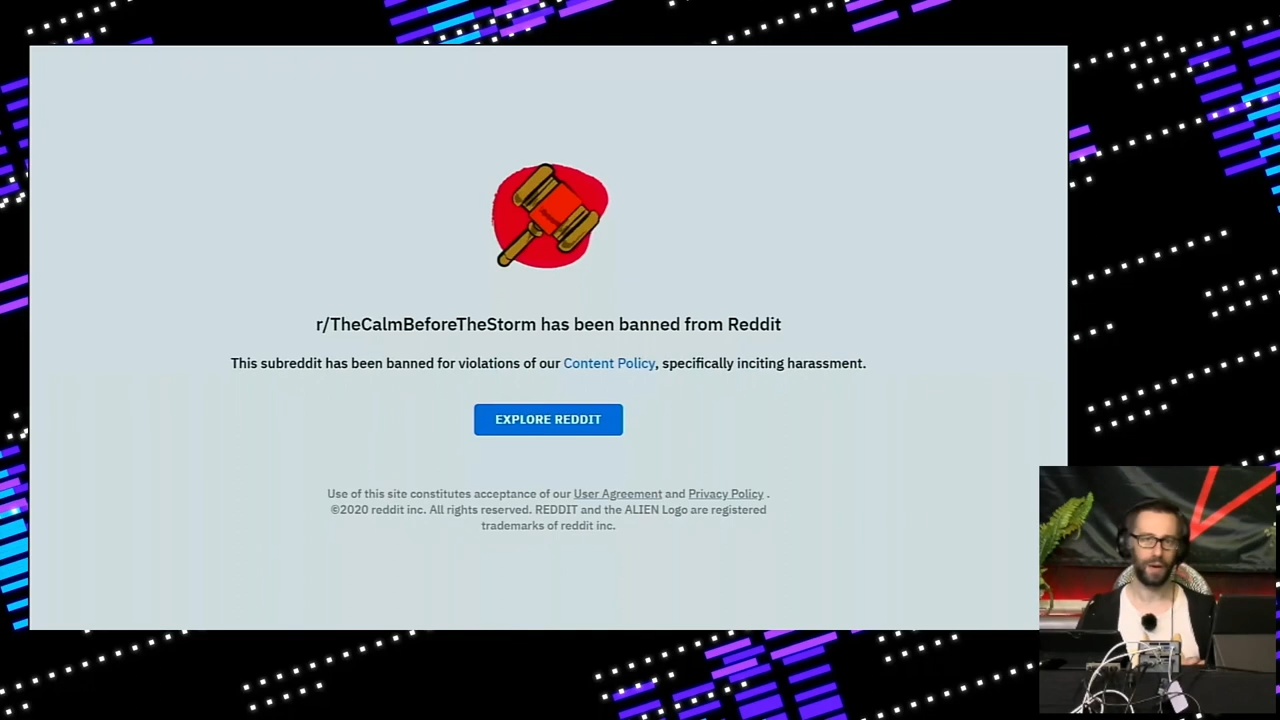 r/TheCalmBeforeTheStorm has been banned from Reddit
This subreddit has been banned for violations of our Content Policy, specifically inciting harassment.
EXPLORE REDDIT
Use of this site constitutes acceptance of our User Agreement and Privacy Policy .
©2020 reddit inc. All rights reserved. REDDIT and the ALIEN Logo are registered
trademarks of reddit inc.